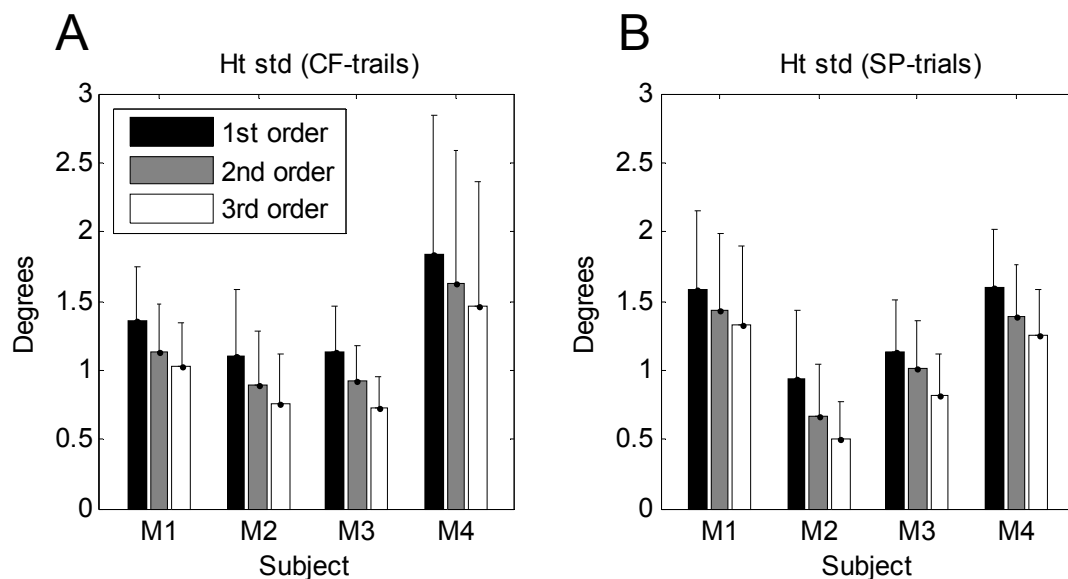 A
Ht std (CF-trails)
3
2.5
2
1.5
1
0.5
0
Degrees
1st order
2nd order
3rd order
M1 M2 M3 M4
Subject
B
Ht std (SP-trials)
3
2.5
2
1.5
1
0.5
0
Degrees
M1 M2 M3 M4
Subject